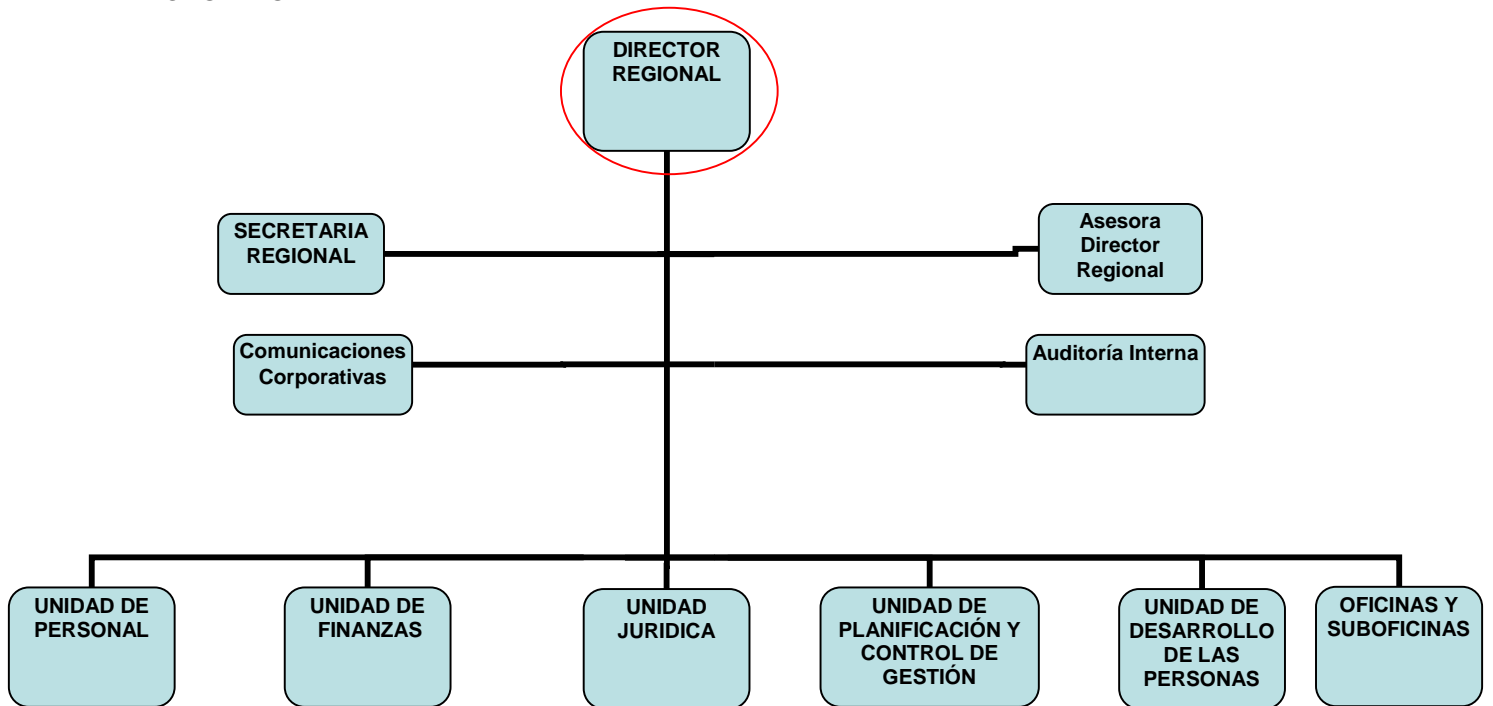 DIRECTOR
REGIONAL
SECRETARIA
REGIONAL
Asesora
Director
Regional
Comunicaciones
Corporativas
Auditoría Interna
UNIDAD DE
PERSONAL
UNIDAD DE
FINANZAS
UNIDAD
JURIDICA
UNIDAD DE
PLANIFICACIÓN Y
CONTROL DE
GESTIÓN
UNIDAD DE
DESARROLLO
DE LAS
PERSONAS
OFICINAS Y
SUBOFICINAS